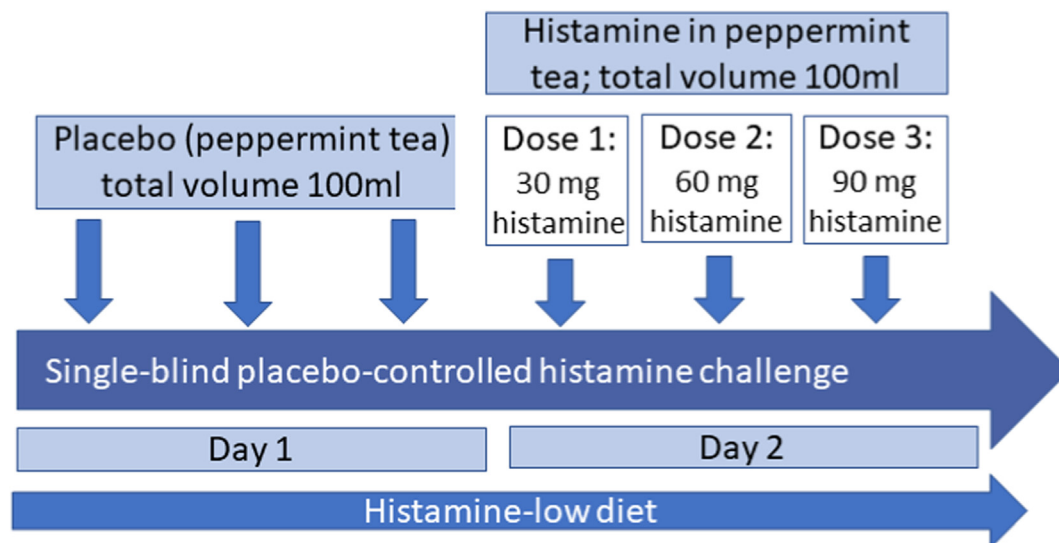 Histamine in peppermint
tea; total volume 100ml
Placebo (peppermint tea)
total volume 100ml
Dose 1:
30 mg
histamine
Dose 2:
60 mg
histamine
Dose 3:
90 mg
histamine
Single-blind placebo-controlled histamine challenge
Day 1
Day 2
Histamine-low diet